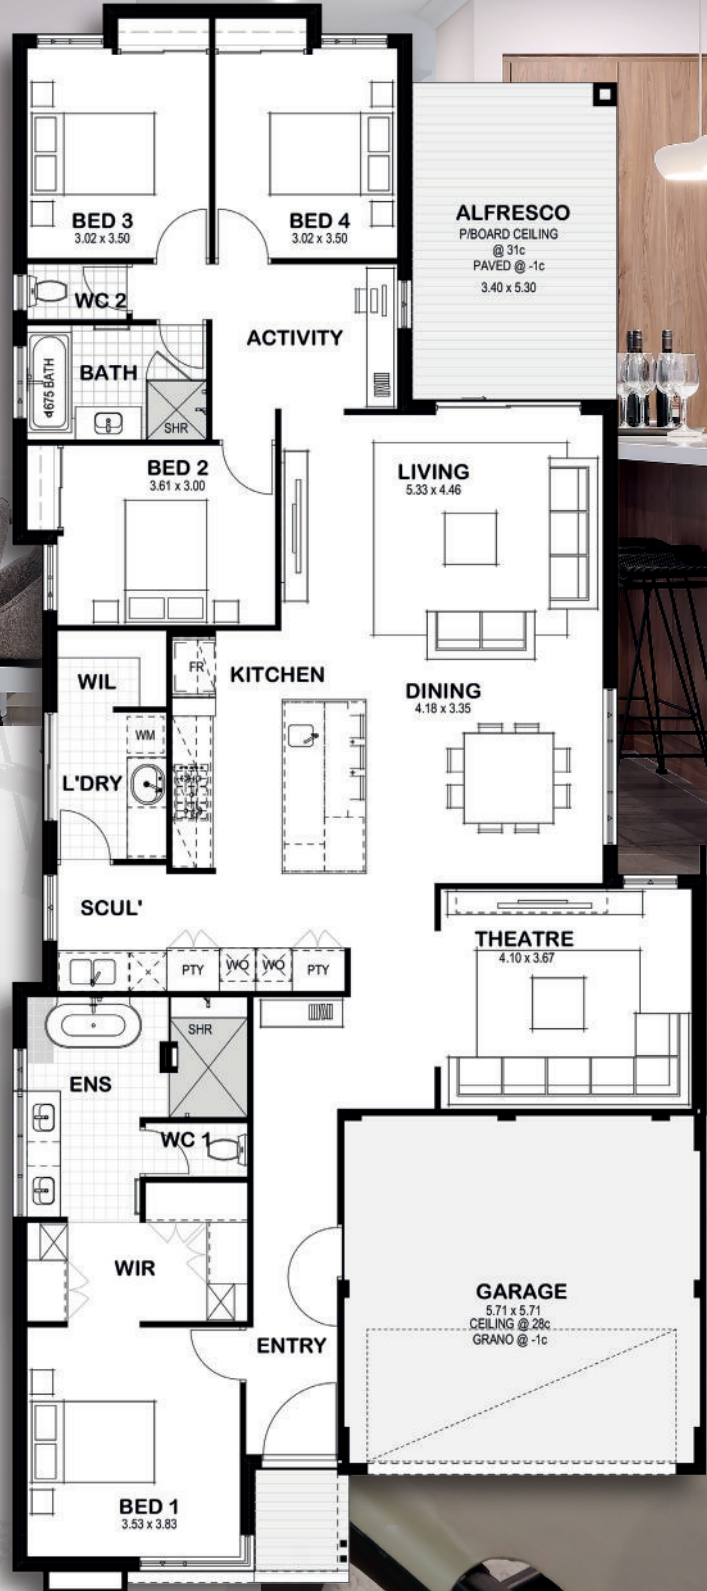 BED 3
3.02 x 3.50
BED 4
3.02 x 3.50
ALFRESCO
P/BOARD CEILING
@ 31c
PAVED @ -1c
3.40 x 5.30
WC 2
ACTIVITY
BATH
1675 BATH
SHR
BED 2
3.61 x 3.00
LIVING
5.33 x 4.46
WIL
FR
KITCHEN
DINING
4.18 x 3.35
WM
L'DRY
SCUL'
PTY
WO
WO
PTY
THEATRE
4.10 x 3.67
SHR
ENS
WC 1
WIR
GARAGE
5.71 x 5.71
CEILING @ 28c
GRANO @ -1c
ENTRY
BED 1
3.53 x 3.83